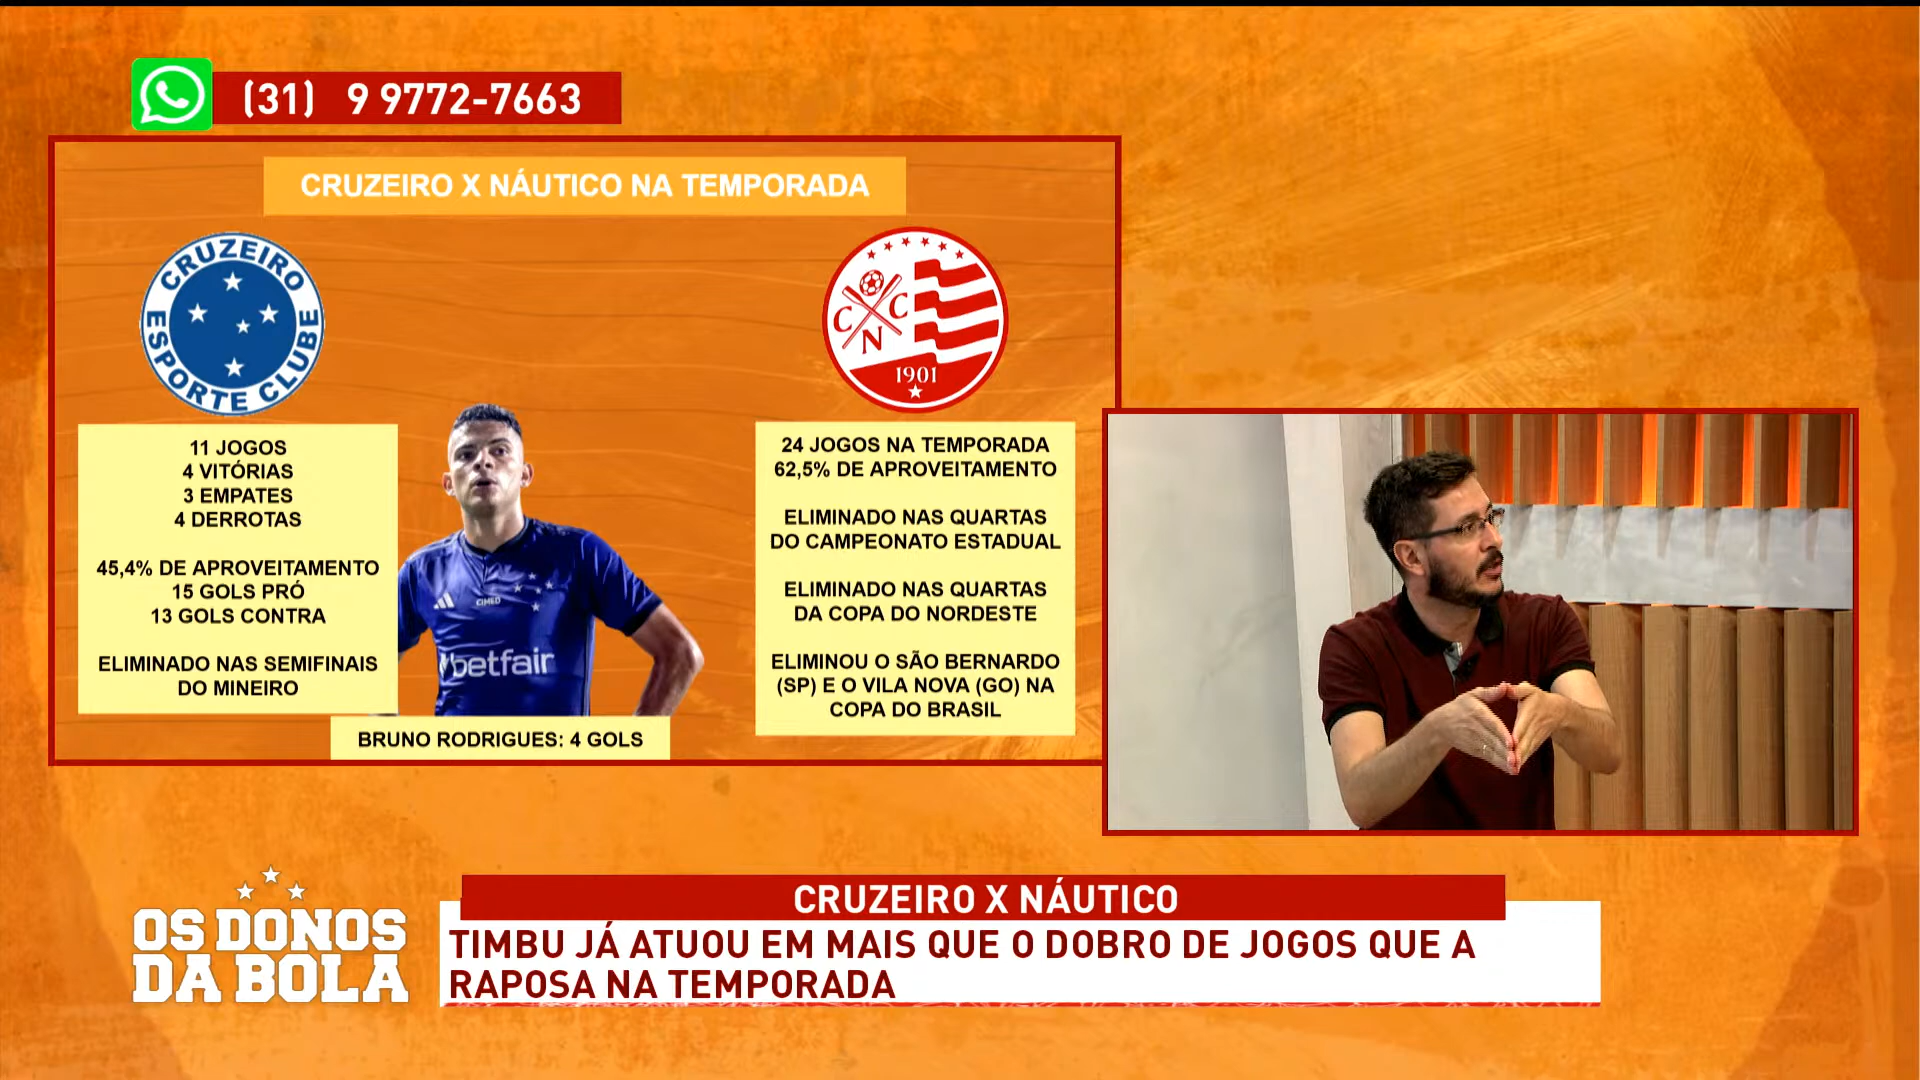 (31) 9 9772-7663
CRUZEIRO X NÁUTICO NA TEMPORADA
CRUZEIRO
ESPORTE CLUBE
C C
N
1901
11 JOGOS
4 VITÓRIAS
3 EMPATES
4 DERROTAS
45,4% DE APROVEITAMENTO
15 GOLS PRÓ
13 GOLS CONTRA
ELIMINADO NAS SEMIFINAIS
DO MINEIRO
CIMED
betfair
BRUNO RODRIGUES: 4 GOLS
24 JOGOS NA TEMPORADA
62,5% DE APROVEITAMENTO
ELIMINADO NAS QUARTAS
DO CAMPEONATO ESTADUAL
ELIMINADO NAS QUARTAS
DA COPA DO NORDESTE
ELIMINOU O SÃO BERNARDO
(SP) E O VILA NOVA (GO) NA
COPA DO BRASIL
OS DONOS
DA BOLA
CRUZEIRO X NÁUTICO
TIMBU JÁ ATUOU EM MAIS QUE O DOBRO DE JOGOS QUE A
RAPOSA NA TEMPORADA